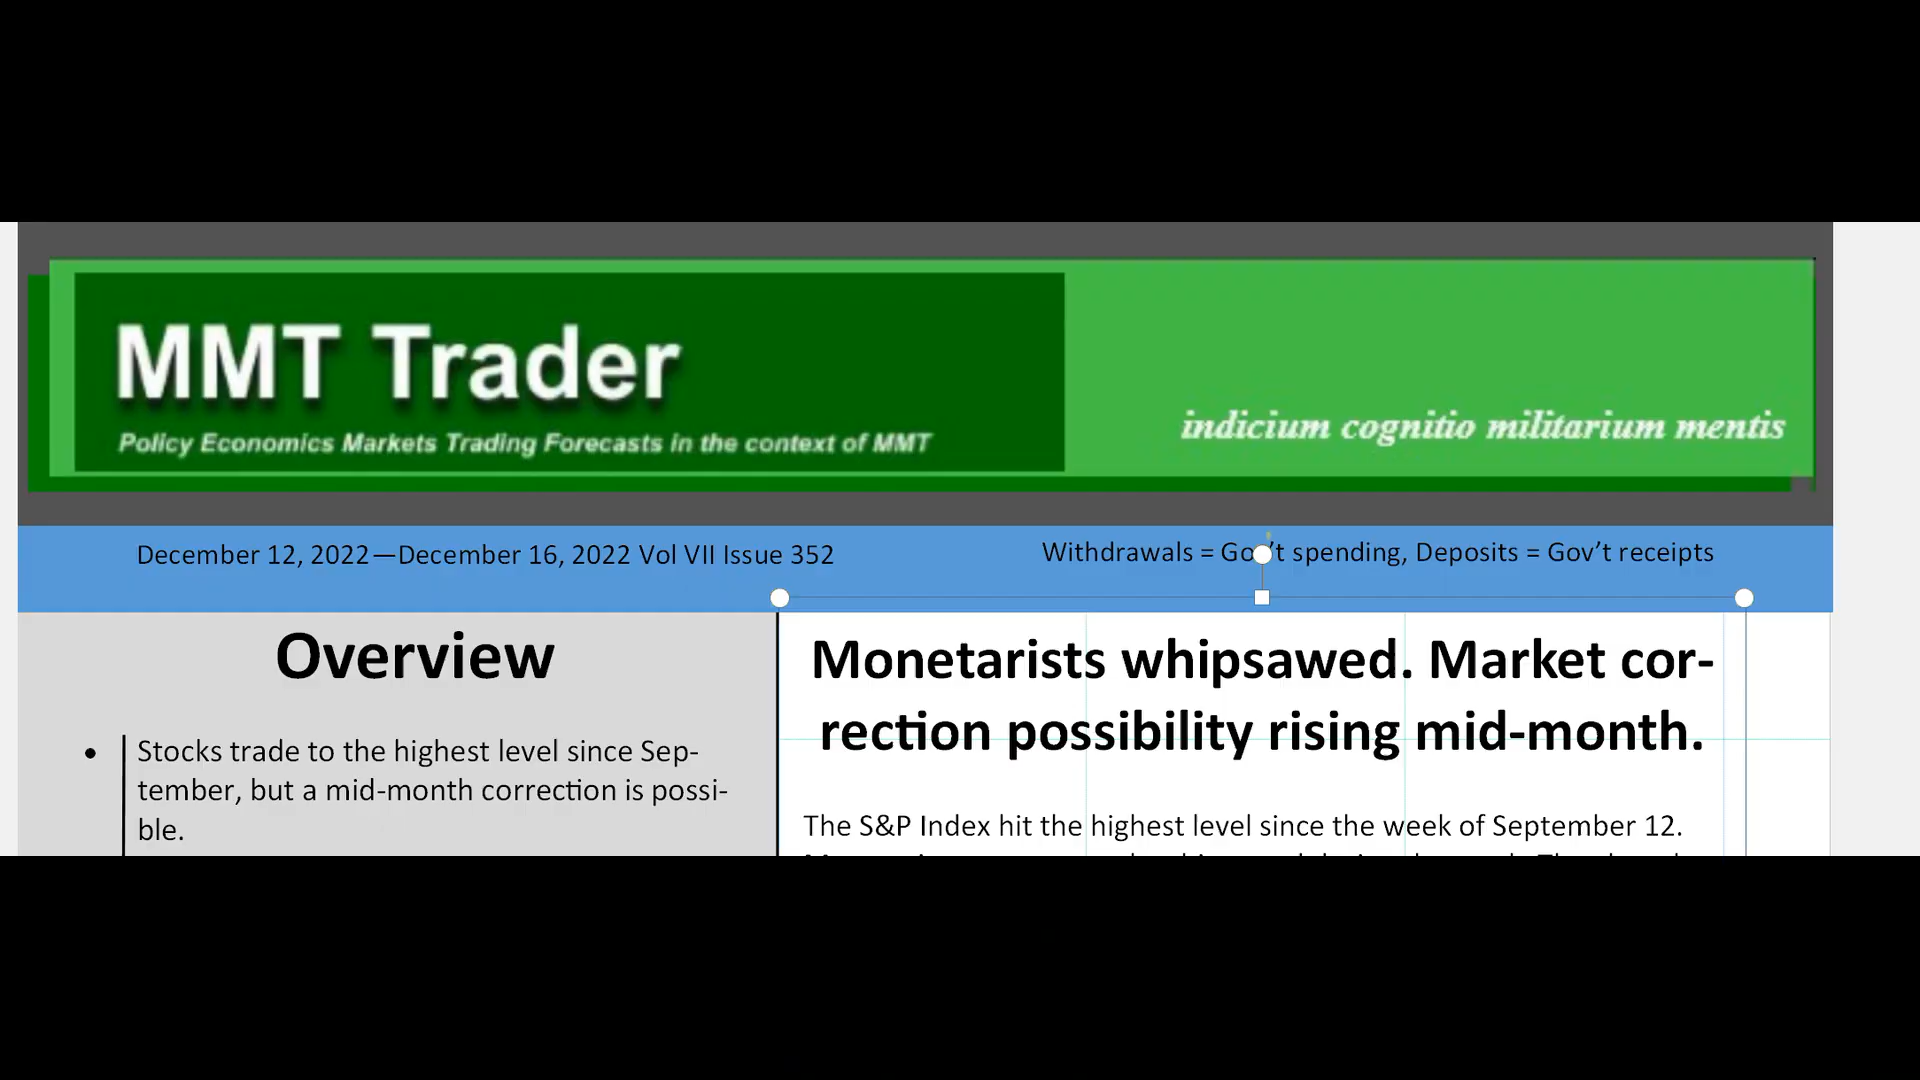 MMT Trader
Policy Economics Markets Trading Forecasts in the context of MMT
indicium cognitio militarium mentis
December 12, 2022—December 16, 2022 Vol VII Issue 352
Withdrawals = Gov’t spending, Deposits = Gov’t receipts
Overview
• Stocks trade to the highest level since Sep-
tember, but a mid-month correction is possi-
ble.
Monetarists whipsawed. Market cor-
rection possibility rising mid-month.
The S&P Index hit the highest level since the week of September 12.